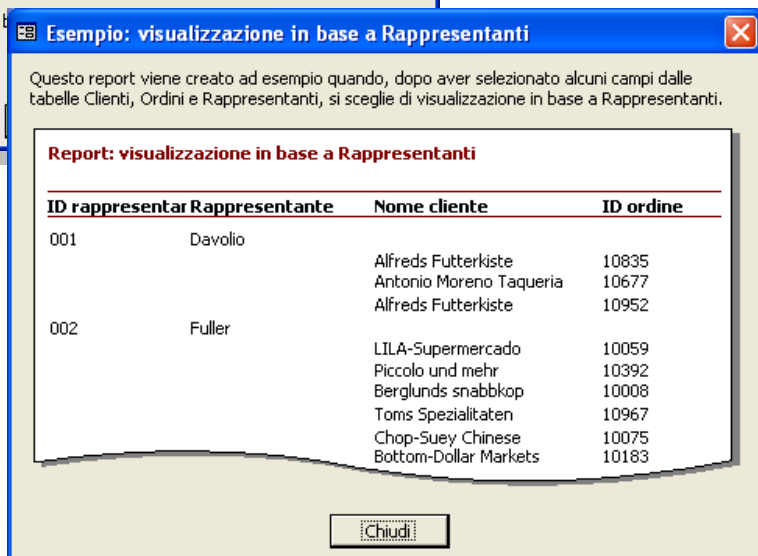 Esempio: visualizzazione in base a Rappresentanti
Questo report viene creato ad esempio quando, dopo aver selezionato alcuni campi dalle
tabelle Clienti, Ordini e Rappresentanti, si sceglie di visualizzazione in base a Rappresentanti.
Report: visualizzazione in base a Rappresentanti
ID rappresentar Rappresentante Nome cliente ID ordine
001 Davolio
Alfreds Futterkiste 10835
Antonio Moreno Taqueria 10677
Alfreds Futterkiste 10952
002 Fuller
LILA-Supermercado 10059
Piccolo und mehr 10392
Berglunds snabbkop 10008
Toms Spezialitaten 10967
Chop-Suey Chinese 10075
Bottom-Dollar Markets 10183
Chiudi